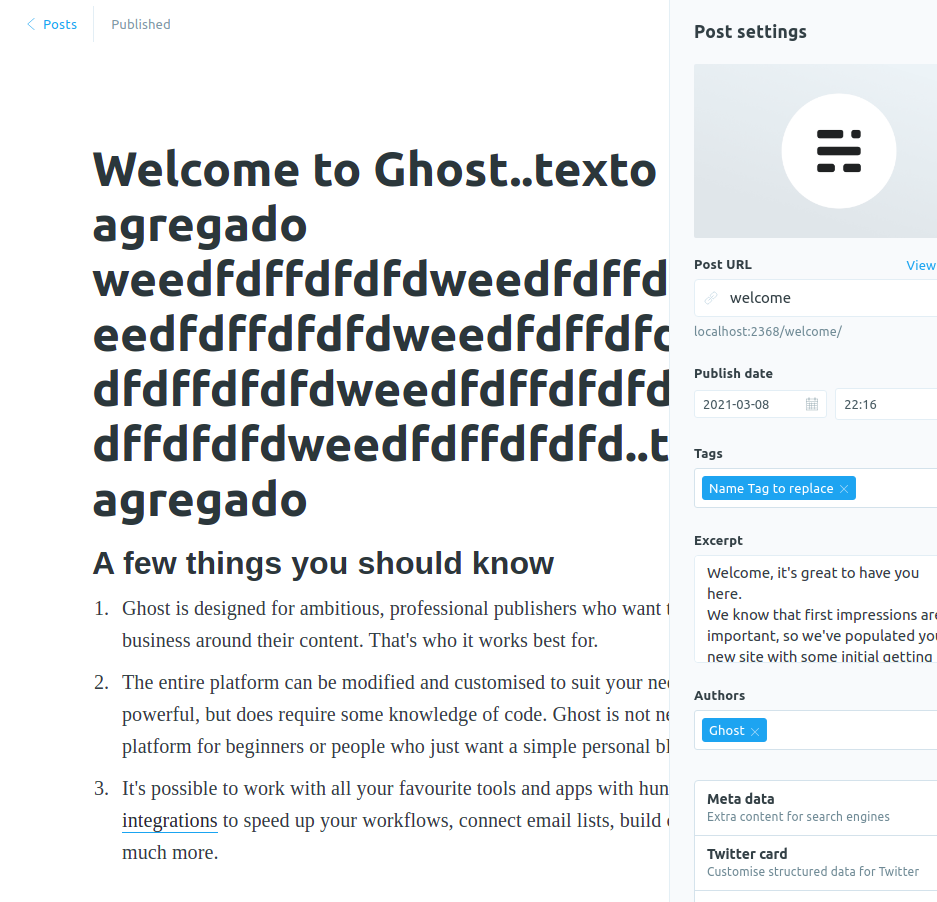 Posts
Published
Welcome to Ghost..texto
agregado
weedfdffdfdfdweedfdffd
eedfdffdfdfdweedfdffdfd
dfdffdfdfdweedfdffdfdfd
dffdfdfdweedfdffdfdfd..t
agregado
A few things you should know
1. Ghost is designed for ambitious, professional publishers who want
business around their content. That's who it works best for.
2. The entire platform can be modified and customised to suit your
powerful, but does require some knowledge of code. Ghost is not
platform for beginners or people who just want a simple personal
3. It's possible to work with all your favourite tools and apps with
integrations to speed up your workflows, connect email lists, build
much more.
Post settings
Post URL
View
welcome
localhost:2368/welcome/
Publish date
2021-03-08
22:16
Tags
Name Tag to replace
Excerpt
Welcome, it's great to have you
here.
We know that first impressions are
important, so we've populated you
new site with some initial getting
Authors
Ghost
Meta data
Extra content for search engines
Twitter card
Customise structured data for Twitter